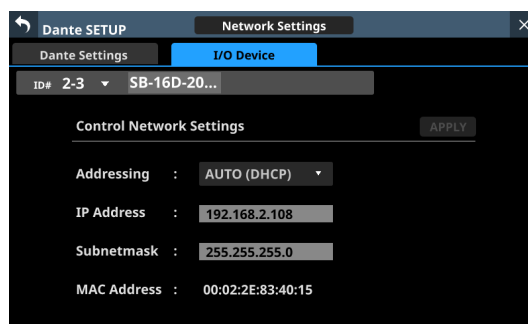 Dante SETUP Network Settings ×
Dante Settings I/O Device
ID# 2-3 ▼ SB-16D-20...
Control Network Settings APPLY
Addressing : AUTO (DHCP) ▼
IP Address : 192.168.2.108
Subnetmask : 255.255.255.0
MAC Address : 00:02:2E:83:40:15